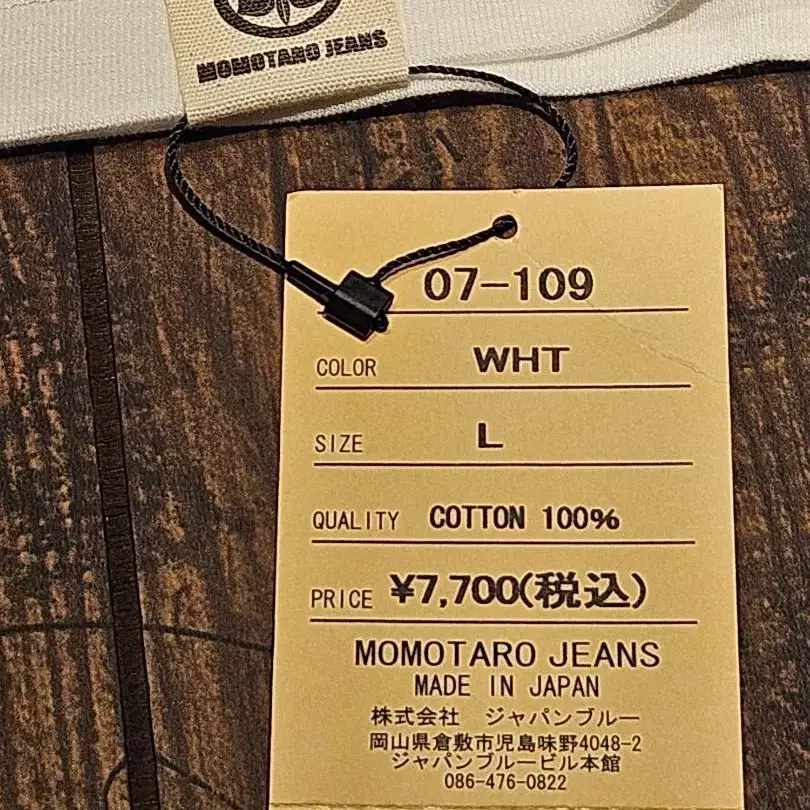 MOMOTARO JEANS
07-109
COLOR WHT
SIZE L
QUALITY COTTON 100%
PRICE ¥7,700(税込)
MOMOTARO JEANS
MADE IN JAPAN
株式会社 ジャパンブルー
岡山県倉敷市児島味野4048-2
ジャパンブルービル本館
086-476-0822